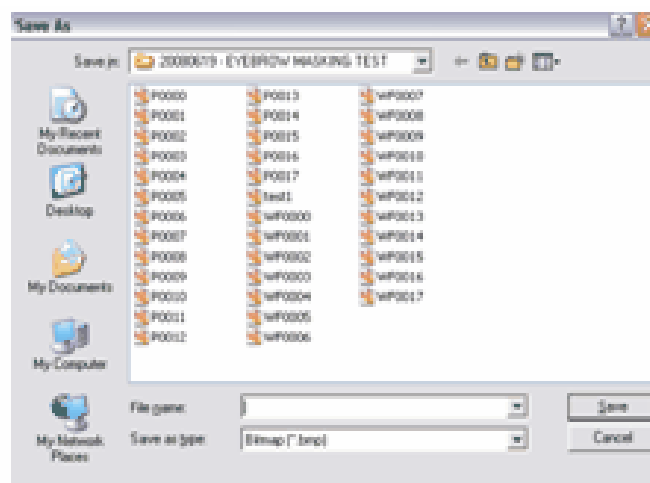 Save As
Save in:
20080619 - EYEBROW MASKING TEST
My Recent
Documents
Desktop
My Documents
My Computer
My Network
Places
P0000
P0001
P0002
P0003
P0004
P0005
P0006
P0007
P0008
P0009
P0010
P0011
P0012
P0013
P0014
P0015
P0016
P0017
test1
WP0000
WP0001
WP0002
WP0003
WP0004
WP0005
WP0006
WP0007
WP0008
WP0009
WP0010
WP0011
WP0012
WP0013
WP0014
WP0015
WP0016
WP0017
File name:
Save
Save as type:
Bitmap (*.bmp)
Cancel